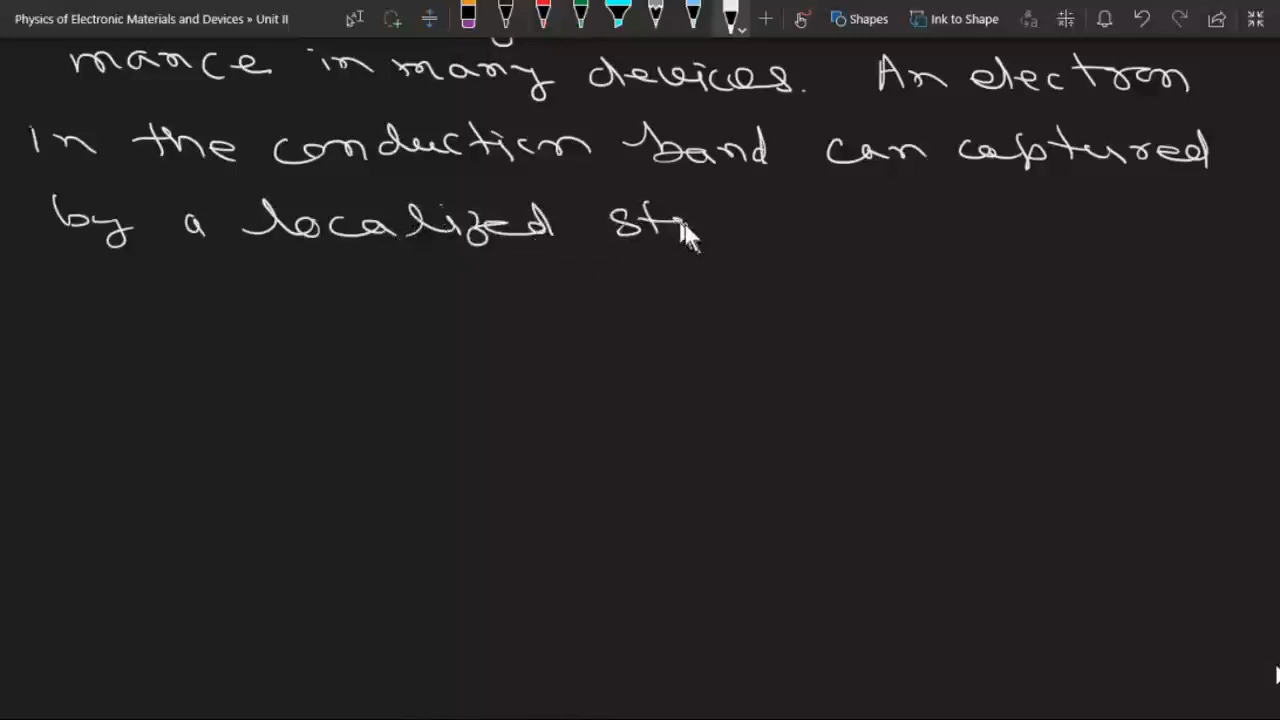 Physics of Electronic Materials and Devices » Unit II
Shapes
Ink to Shape
mance in many devices. An electron
in the conduction band can captured
by a localized st